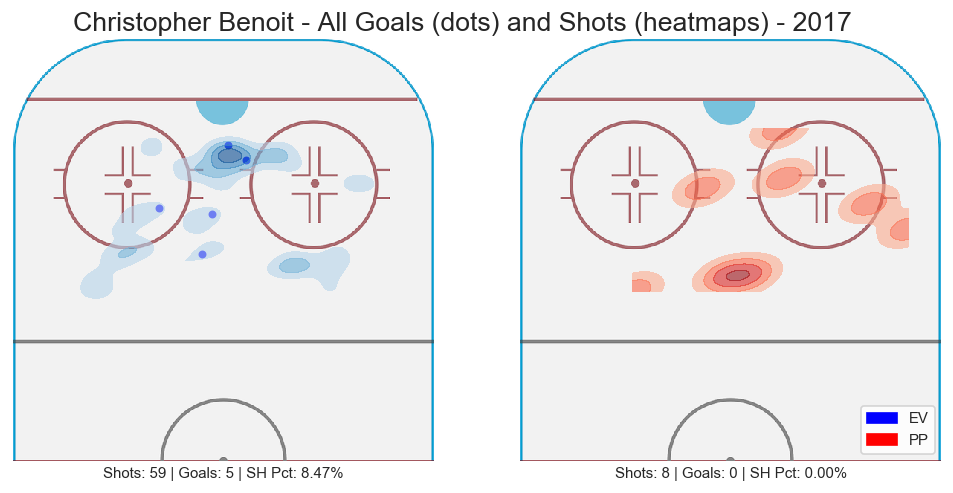 Christopher Benoit - All Goals (dots) and Shots (heatmaps) - 2017
EV
PP
Shots: 59 | Goals: 5 | SH Pct: 8.47%
Shots: 8 | Goals: 0 | SH Pct: 0.00%